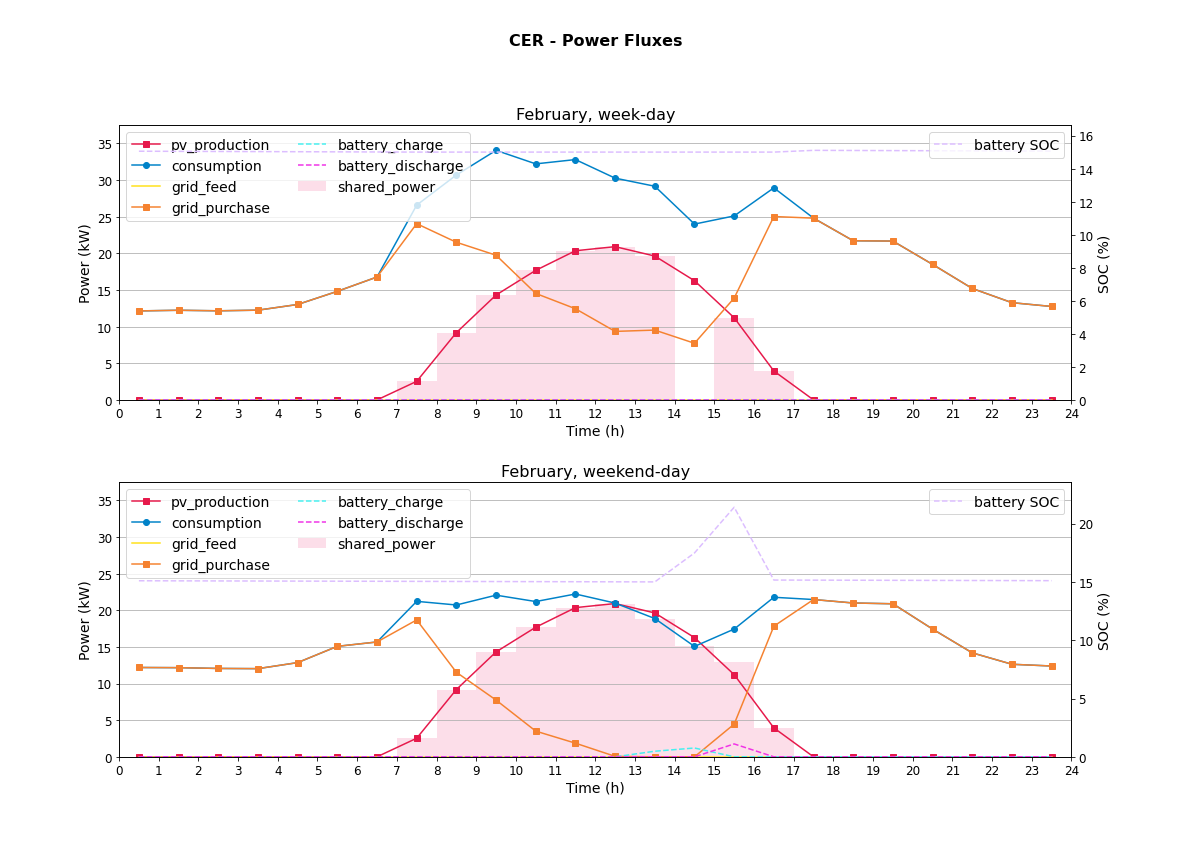 CER - Power Fluxes
February, week-day
pv_production
consumption
grid_feed
grid_purchase
battery_charge
battery_discharge
shared_power
battery SOC
Power (kW)
35
30
25
20
15
10
5
0
SOC (%)
16
14
12
10
8
6
4
2
0
0 1 2 3 4 5 6 7 8 9 10 11 12 13 14 15 16 17 18 19 20 21 22 23 24
Time (h)
February, weekend-day
pv_production
consumption
grid_feed
grid_purchase
battery_charge
battery_discharge
shared_power
battery SOC
Power (kW)
35
30
25
20
15
10
5
0
SOC (%)
20
15
10
5
0
0 1 2 3 4 5 6 7 8 9 10 11 12 13 14 15 16 17 18 19 20 21 22 23 24
Time (h)